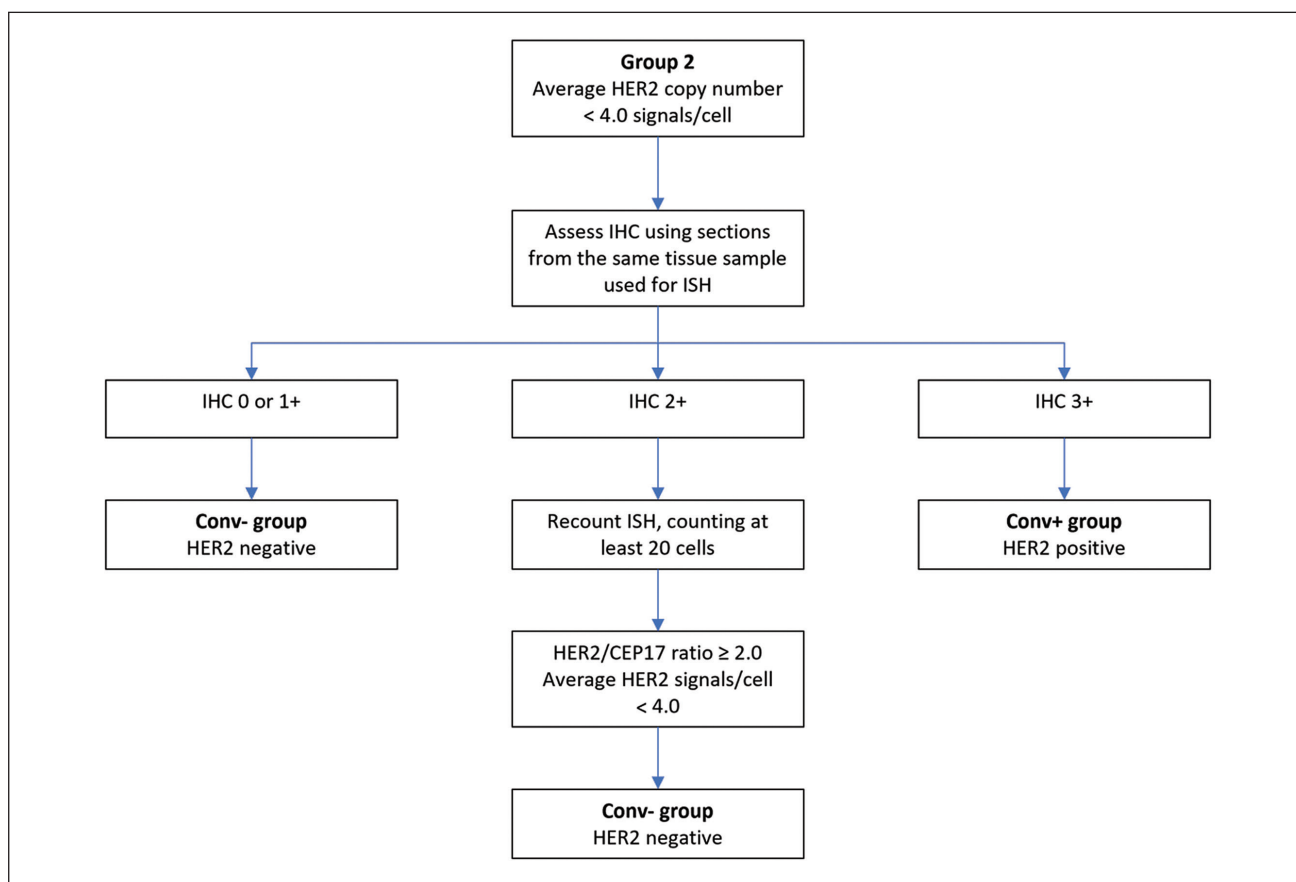 Group 2
Average HER2 copy number
< 4.0 signals/cell
Assess IHC using sections
from the same tissue sample
used for ISH
IHC 0 or 1+
IHC 2+
IHC 3+
Conv- group
HER2 negative
Recount ISH, counting at
least 20 cells
Conv+ group
HER2 positive
HER2/CEP17 ratio ≥ 2.0
Average HER2 signals/cell
< 4.0
Conv- group
HER2 negative